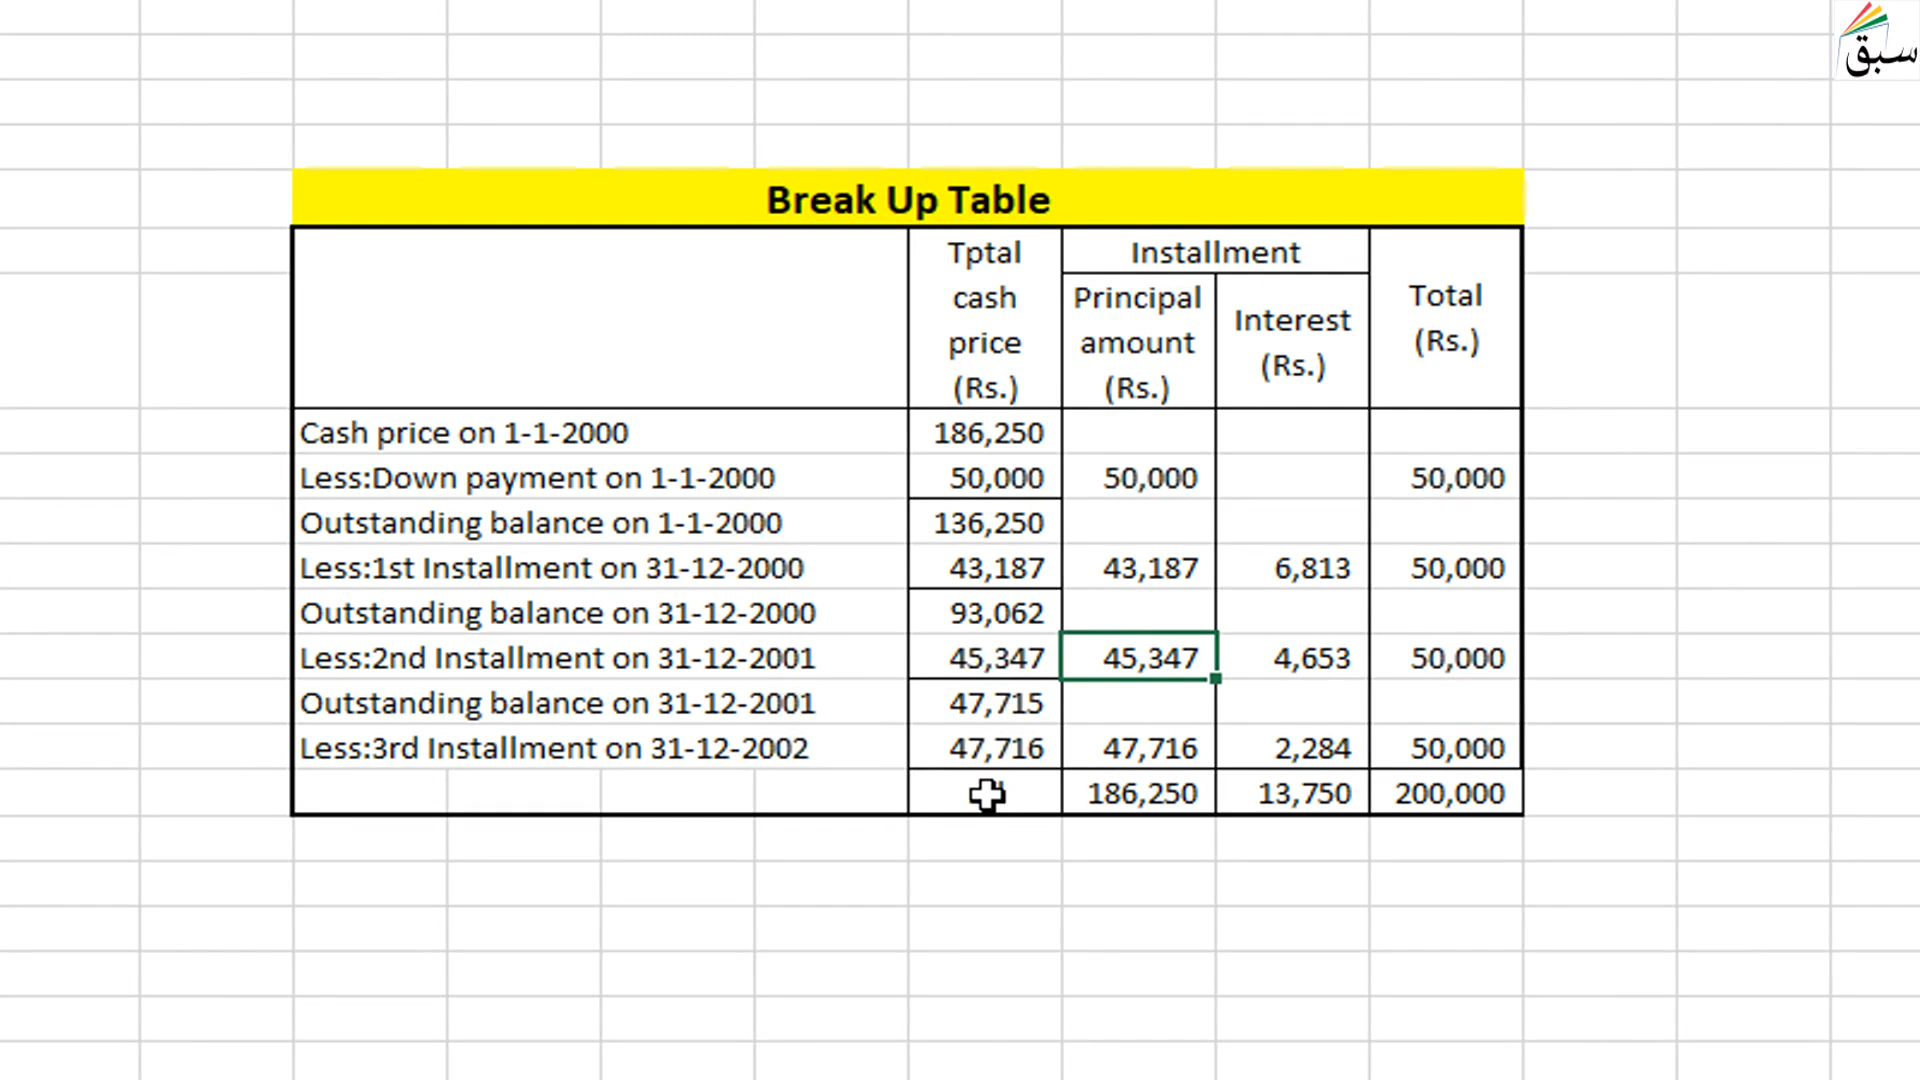 سبق
Break Up Table
Tptal cash price (Rs.) Installment Total (Rs.)
Principal amount (Rs.) Interest (Rs.)
Cash price on 1-1-2000 186,250
Less:Down payment on 1-1-2000 50,000 50,000 50,000
Outstanding balance on 1-1-2000 136,250
Less:1st Installment on 31-12-2000 43,187 43,187 6,813 50,000
Outstanding balance on 31-12-2000 93,062
Less:2nd Installment on 31-12-2001 45,347 45,347 4,653 50,000
Outstanding balance on 31-12-2001 47,715
Less:3rd Installment on 31-12-2002 47,716 47,716 2,284 50,000
186,250 13,750 200,000